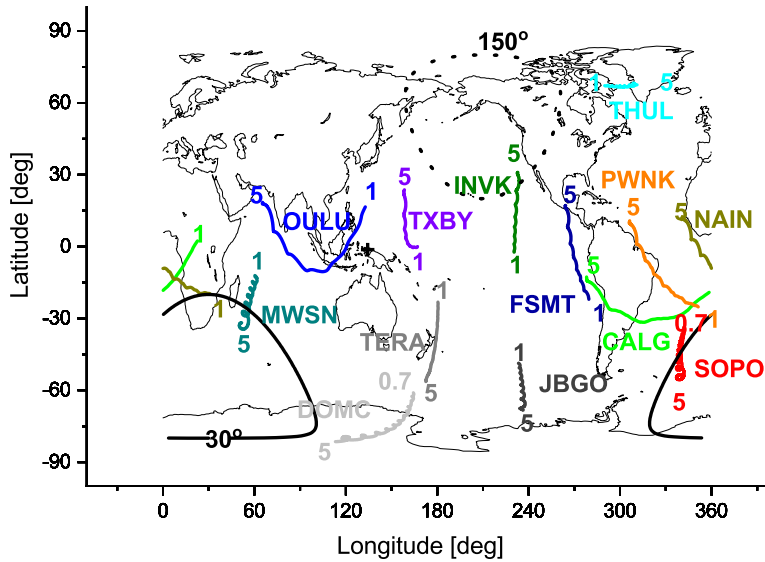 90
60
30
0
-30
-60
-90
Latitude [deg]
150°
1
5
THUL
5
INVK
PWNK
5
1
5
5
OULU
TXBY
5
5
NAIN
1
1
1
1
5
1
MWSN
1
FSMT
1
1
0.7
1
5
TERA
1
CALG
SOPO
0.7
5
JBGO
5
DOMC
5
5
30°
0
60
120
180
240
300
360
Longitude [deg]